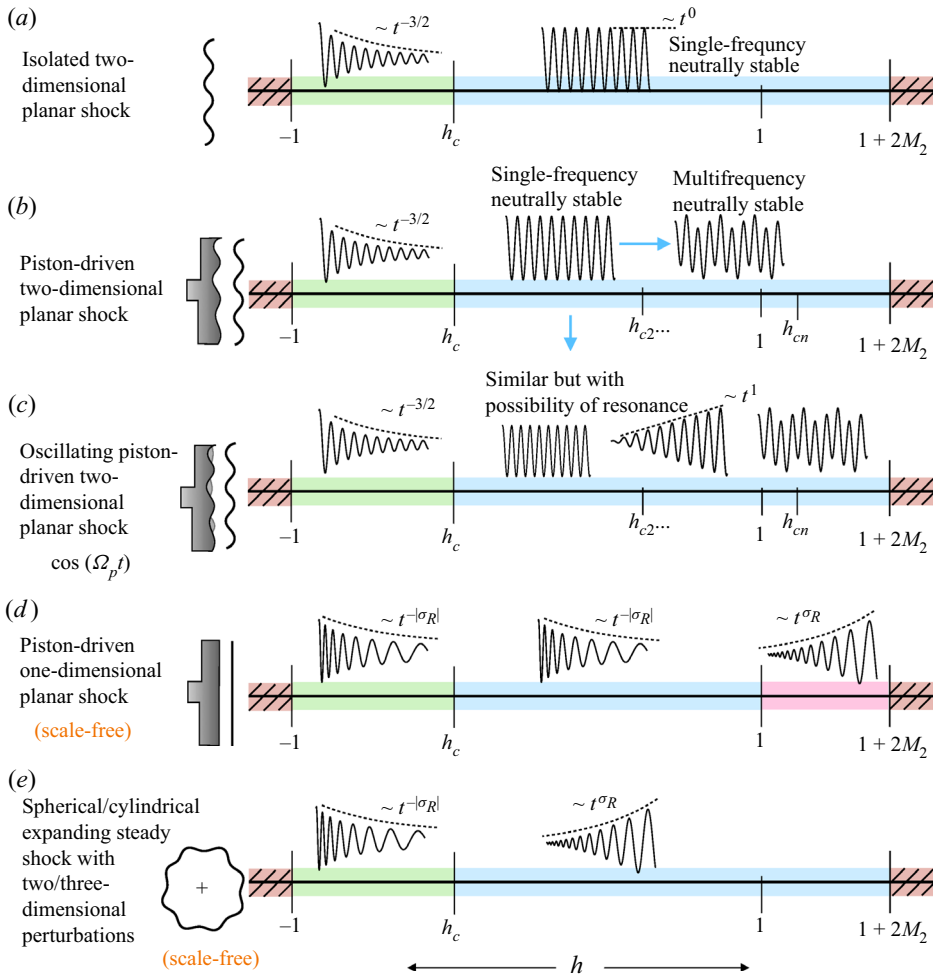 (a)
Isolated two-
dimensional
planar shock
~ t^{-3/2}
~ t^0
Single-frequncy
neutrally stable
−1
h_c
1
1 + 2M_2
(b)
Piston-driven
two-dimensional
planar shock
~ t^{-3/2}
Single-frequency
neutrally stable
Multifrequency
neutrally stable
−1
h_c
h_{c2}...
1
h_{cn}
1 + 2M_2
(c)
Oscillating piston-
driven two-
dimensional
planar shock
cos (Ω_p t)
~ t^{-3/2}
Similar but with
possibility of resonance
~ t^1
−1
h_c
h_{c2}...
1
h_{cn}
1 + 2M_2
(d)
Piston-driven
one-dimensional
planar shock
(scale-free)
~ t^{-|σ_R|}
~ t^{-|σ_R|}
~ t^{σ_R}
−1
h_c
1
1 + 2M_2
(e)
Spherical/cylindrical
expanding steady
shock with
two/three-
dimensional
perturbations
+
(scale-free)
~ t^{-|σ_R|}
~ t^{σ_R}
−1
h_c
1
1 + 2M_2
h